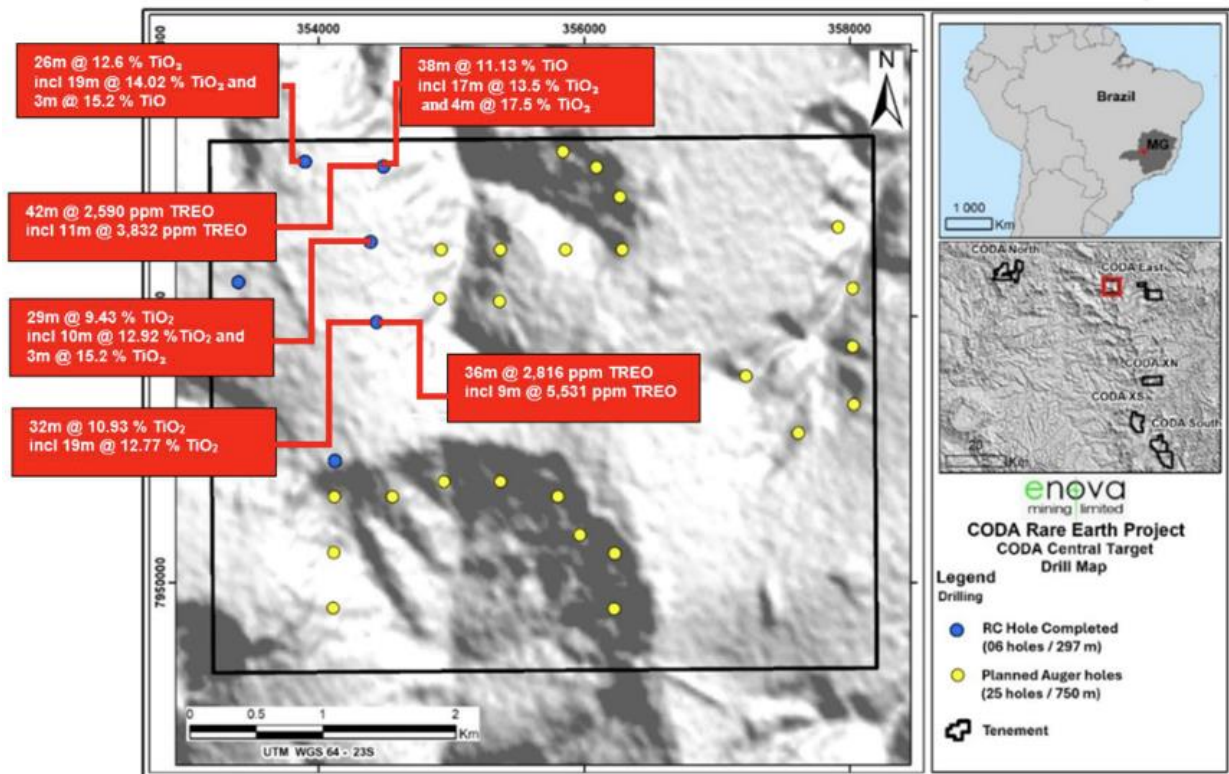 354000
356000
358000
26m @ 12.6 % TiO₂
incl 19m @ 14.02 % TiO₂ and
3m @ 15.2 % TiO
38m @ 11.13 % TiO
incl 17m @ 13.5 % TiO₂
and 4m @ 17.5 % TiO₂
N
42m @ 2,590 ppm TREO
incl 11m @ 3,832 ppm TREO
29m @ 9.43 % TiO₂
incl 10m @ 12.92 % TiO₂ and
3m @ 15.2 % TiO₂
36m @ 2,816 ppm TREO
incl 9m @ 5,531 ppm TREO
32m @ 10.93 % TiO₂
incl 19m @ 12.77 % TiO₂
7950000
0 0.5 1 2
Km
UTM WGS 64 - 23S
Brazil
MG
1 000
Km
CODA North
CODA East
CODA XN
CODA XS
CODA South
20
Km
enova
mining limited
CODA Rare Earth Project
CODA Central Target
Drill Map
Legend
Drilling
RC Hole Completed
(06 holes / 297 m)
Planned Auger holes
(25 holes / 750 m)
Tenement